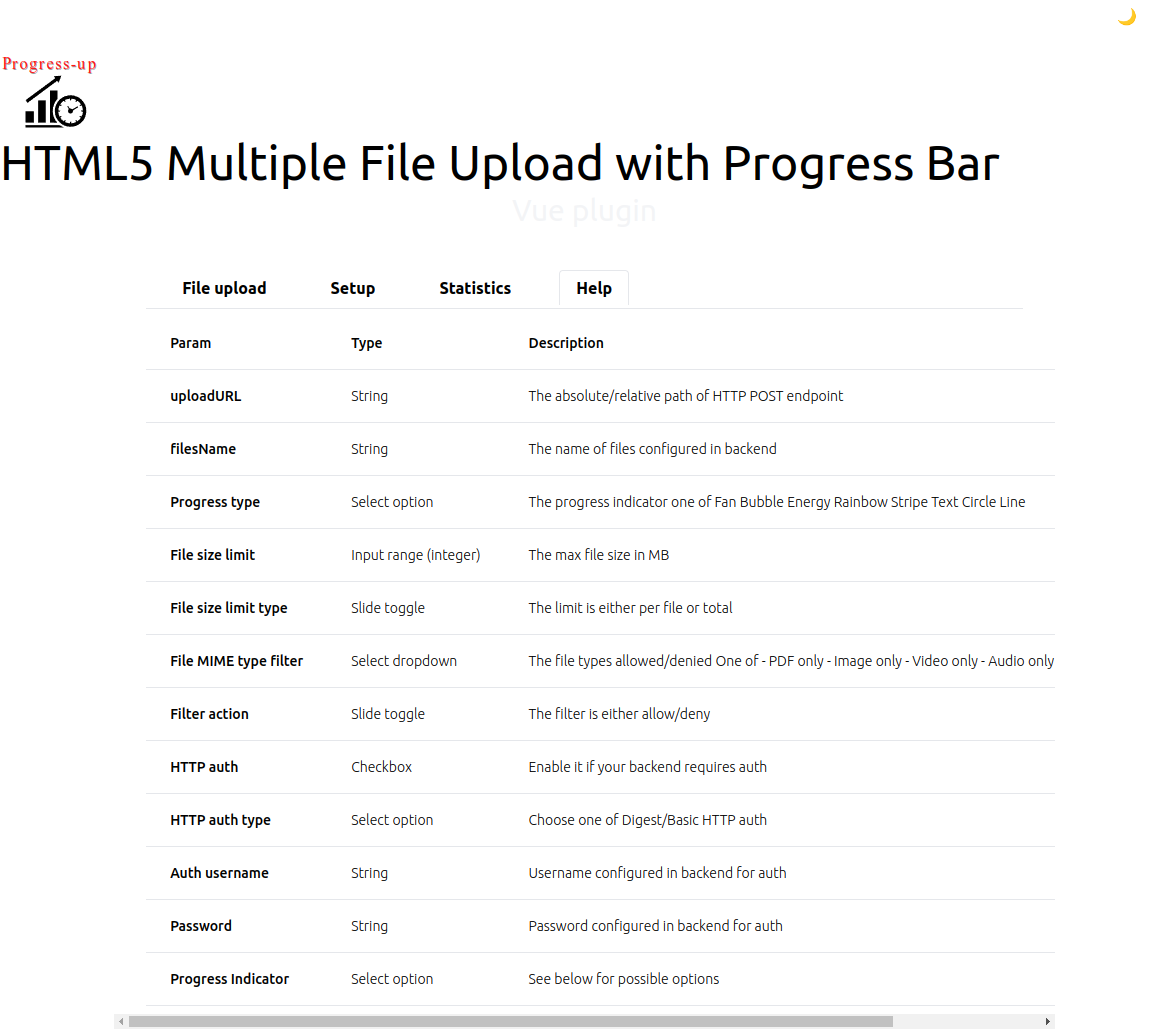 Progress-up
HTML5 Multiple File Upload with Progress Bar
Vue plugin
File upload Setup Statistics Help
Param Type Description
uploadURL String The absolute/relative path of HTTP POST endpoint
filesName String The name of files configured in backend
Progress type Select option The progress indicator one of Fan Bubble Energy Rainbow Stripe Text Circle Line
File size limit Input range (integer) The max file size in MB
File size limit type Slide toggle The limit is either per file or total
File MIME type filter Select dropdown The file types allowed/denied One of - PDF only - Image only - Video only - Audio only
Filter action Slide toggle The filter is either allow/deny
HTTP auth Checkbox Enable it if your backend requires auth
HTTP auth type Select option Choose one of Digest/Basic HTTP auth
Auth username String Username configured in backend for auth
Password String Password configured in backend for auth
Progress Indicator Select option See below for possible options